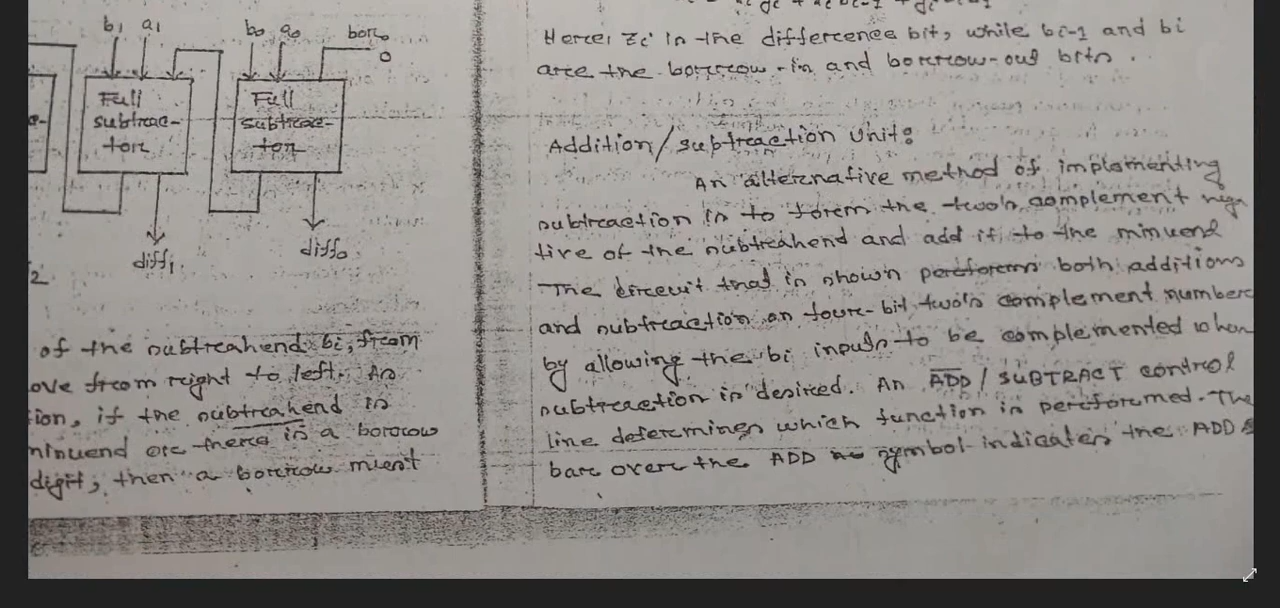 b1 a1
b0 a0
borr0
0
Full
subtrac-
tor
Full
subtrac-
tor
diff1
diff0
2
of the subtrahend bi, from
ove from right to left. An
tion, if the subtrahend is
minuend or there is a borrow
digit, then a borrow must
Here, zi is the difference bit, while bi-1 and bi
are the borrow-in and borrow-out bits.
Addition/subtraction Unit:
An alternative method of implementing
subtraction is to form the two's complement nega
tive of the subtrahend and add it to the minuend
The circuit that is shown performs both additions
and subtraction on four-bit two's complement numbers
by allowing the bi inputs to be complemented when
subtraction is desired. An A̅D̅D̅/SUBTRACT control
line determines which function is performed. The
bar over the ADD symbol indicates the ADD